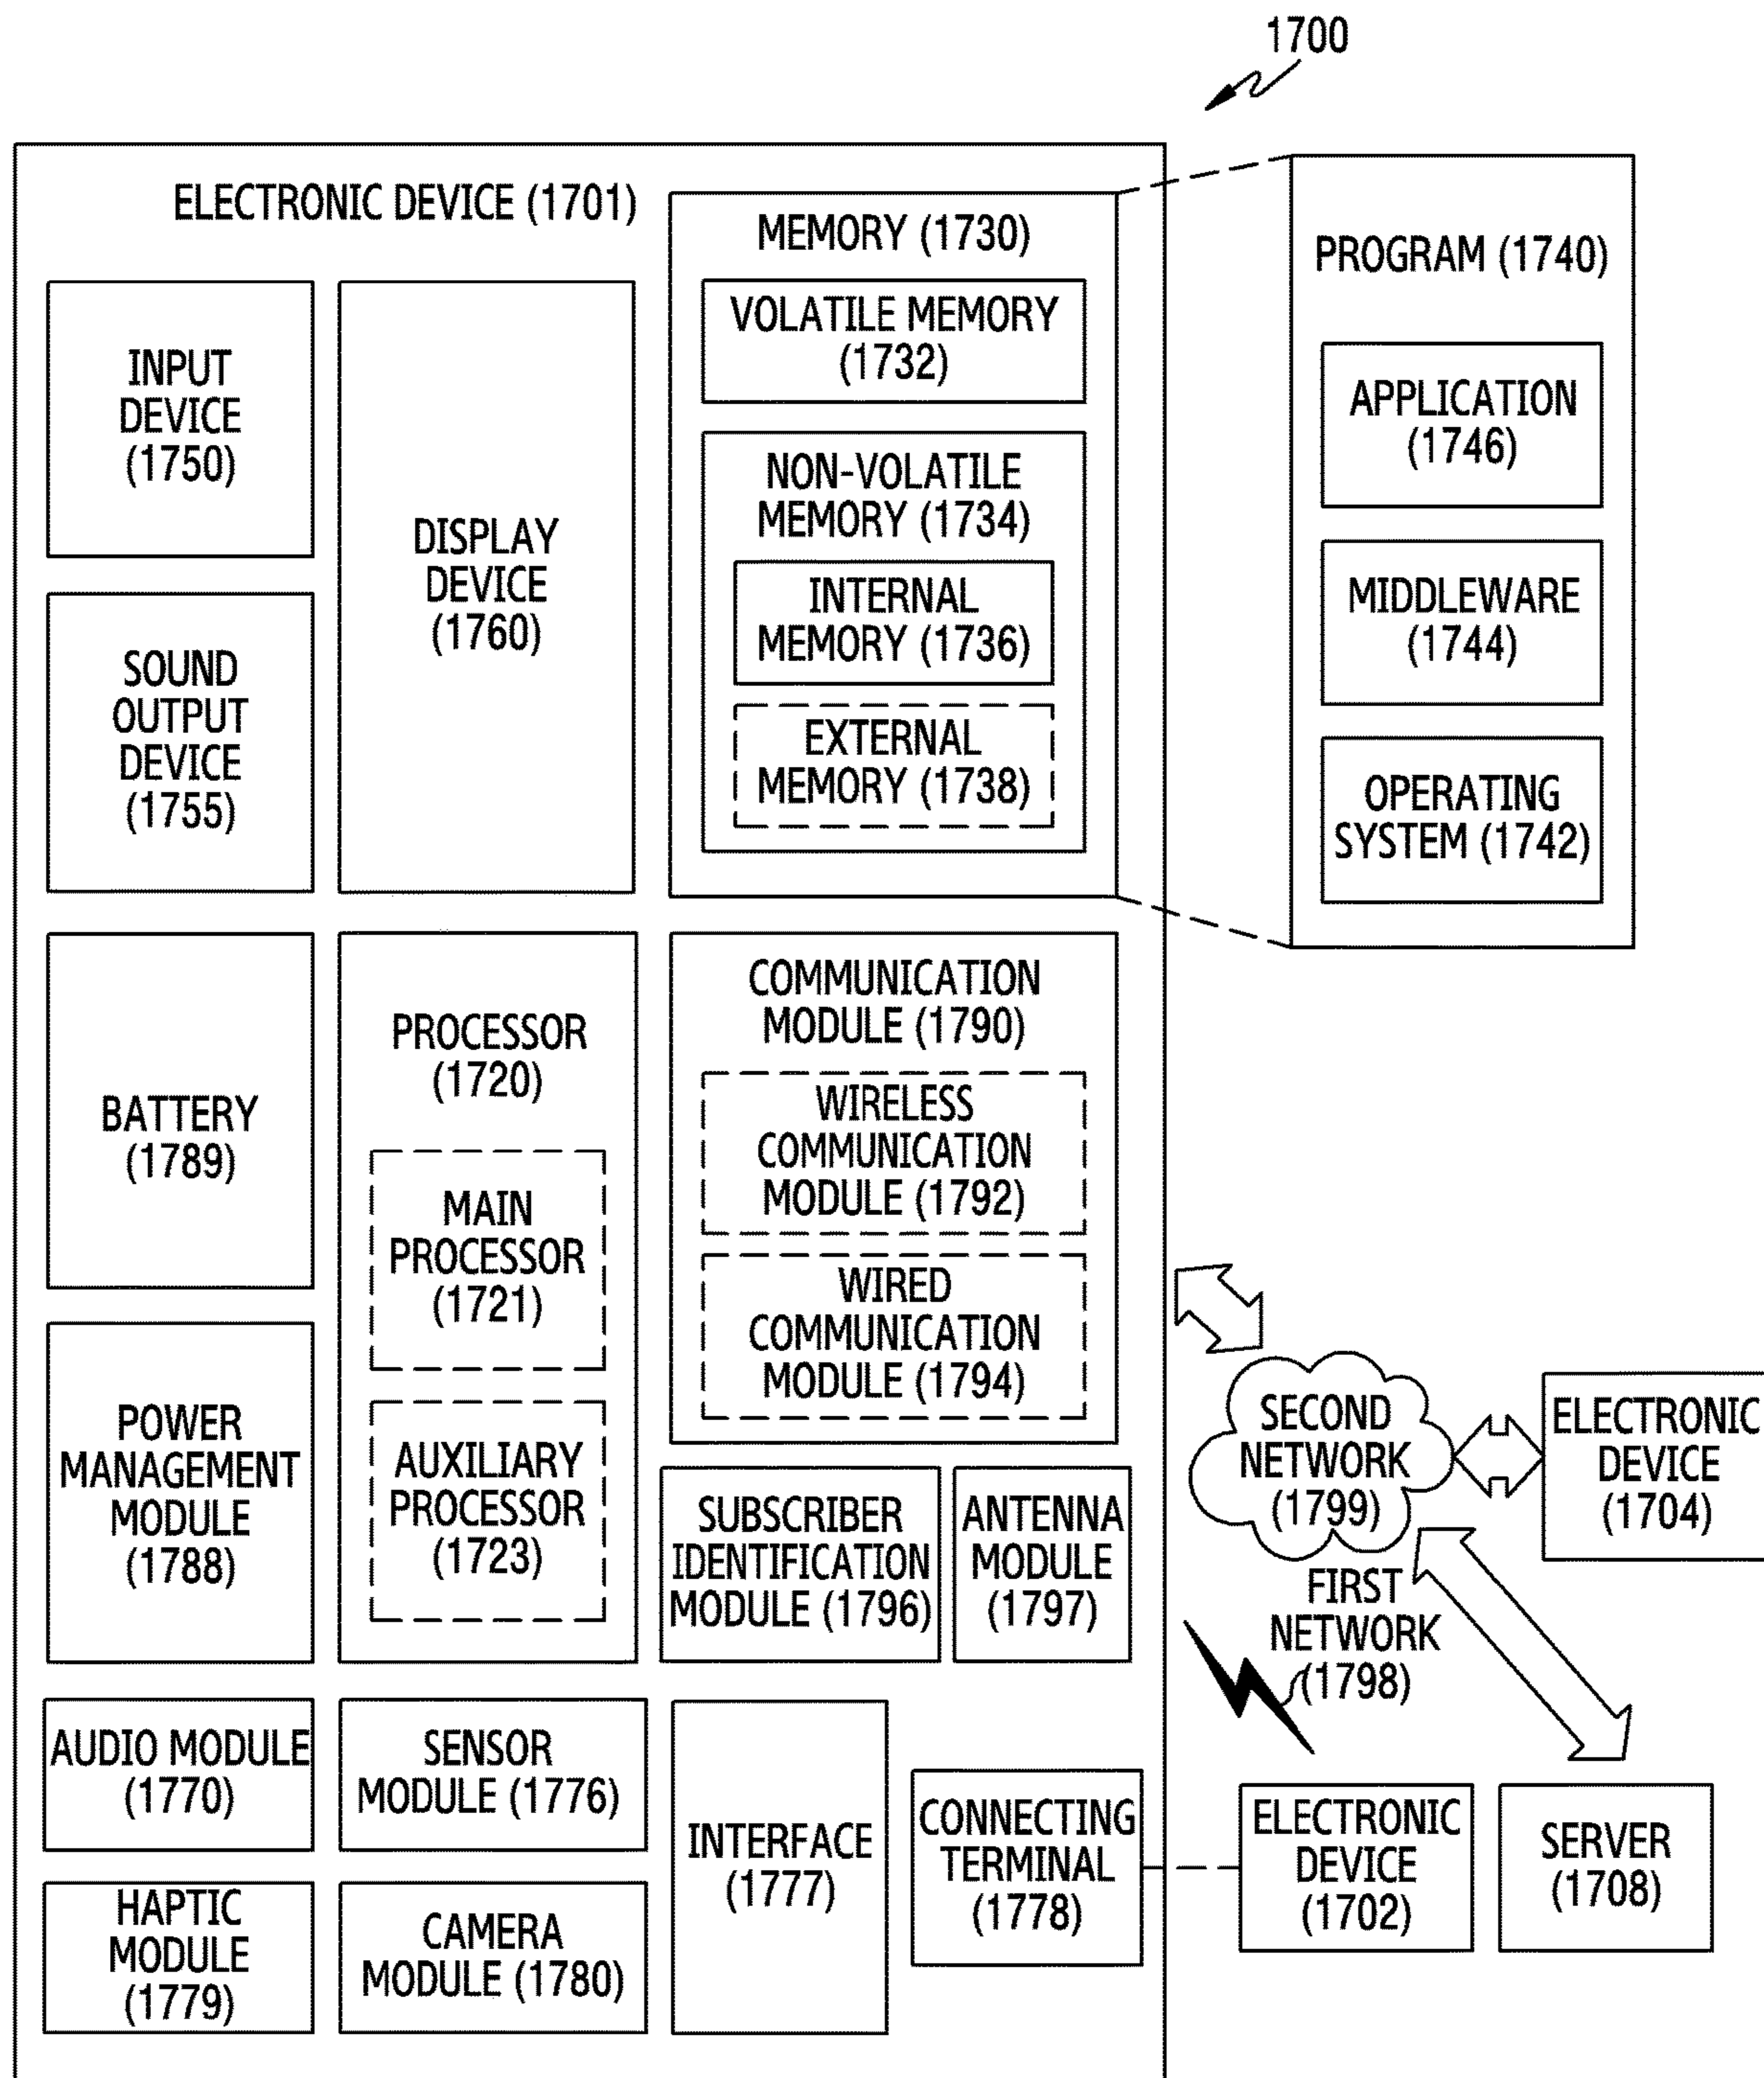 1700
ELECTRONIC DEVICE (1701)
INPUT
DEVICE
(1750)
SOUND
OUTPUT
DEVICE
(1755)
DISPLAY
DEVICE
(1760)
MEMORY (1730)
VOLATILE MEMORY
(1732)
NON-VOLATILE
MEMORY (1734)
INTERNAL
MEMORY (1736)
EXTERNAL
MEMORY (1738)
PROGRAM (1740)
APPLICATION
(1746)
MIDDLEWARE
(1744)
OPERATING
SYSTEM (1742)
BATTERY
(1789)
POWER
MANAGEMENT
MODULE
(1788)
PROCESSOR
(1720)
MAIN
PROCESSOR
(1721)
AUXILIARY
PROCESSOR
(1723)
COMMUNICATION
MODULE (1790)
WIRELESS
COMMUNICATION
MODULE (1792)
WIRED
COMMUNICATION
MODULE (1794)
SUBSCRIBER
IDENTIFICATION
MODULE (1796)
ANTENNA
MODULE
(1797)
SECOND
NETWORK
(1799)
ELECTRONIC
DEVICE
(1704)
FIRST
NETWORK
(1798)
AUDIO MODULE
(1770)
SENSOR
MODULE (1776)
INTERFACE
(1777)
CONNECTING
TERMINAL
(1778)
ELECTRONIC
DEVICE
(1702)
SERVER
(1708)
HAPTIC
MODULE
(1779)
CAMERA
MODULE (1780)